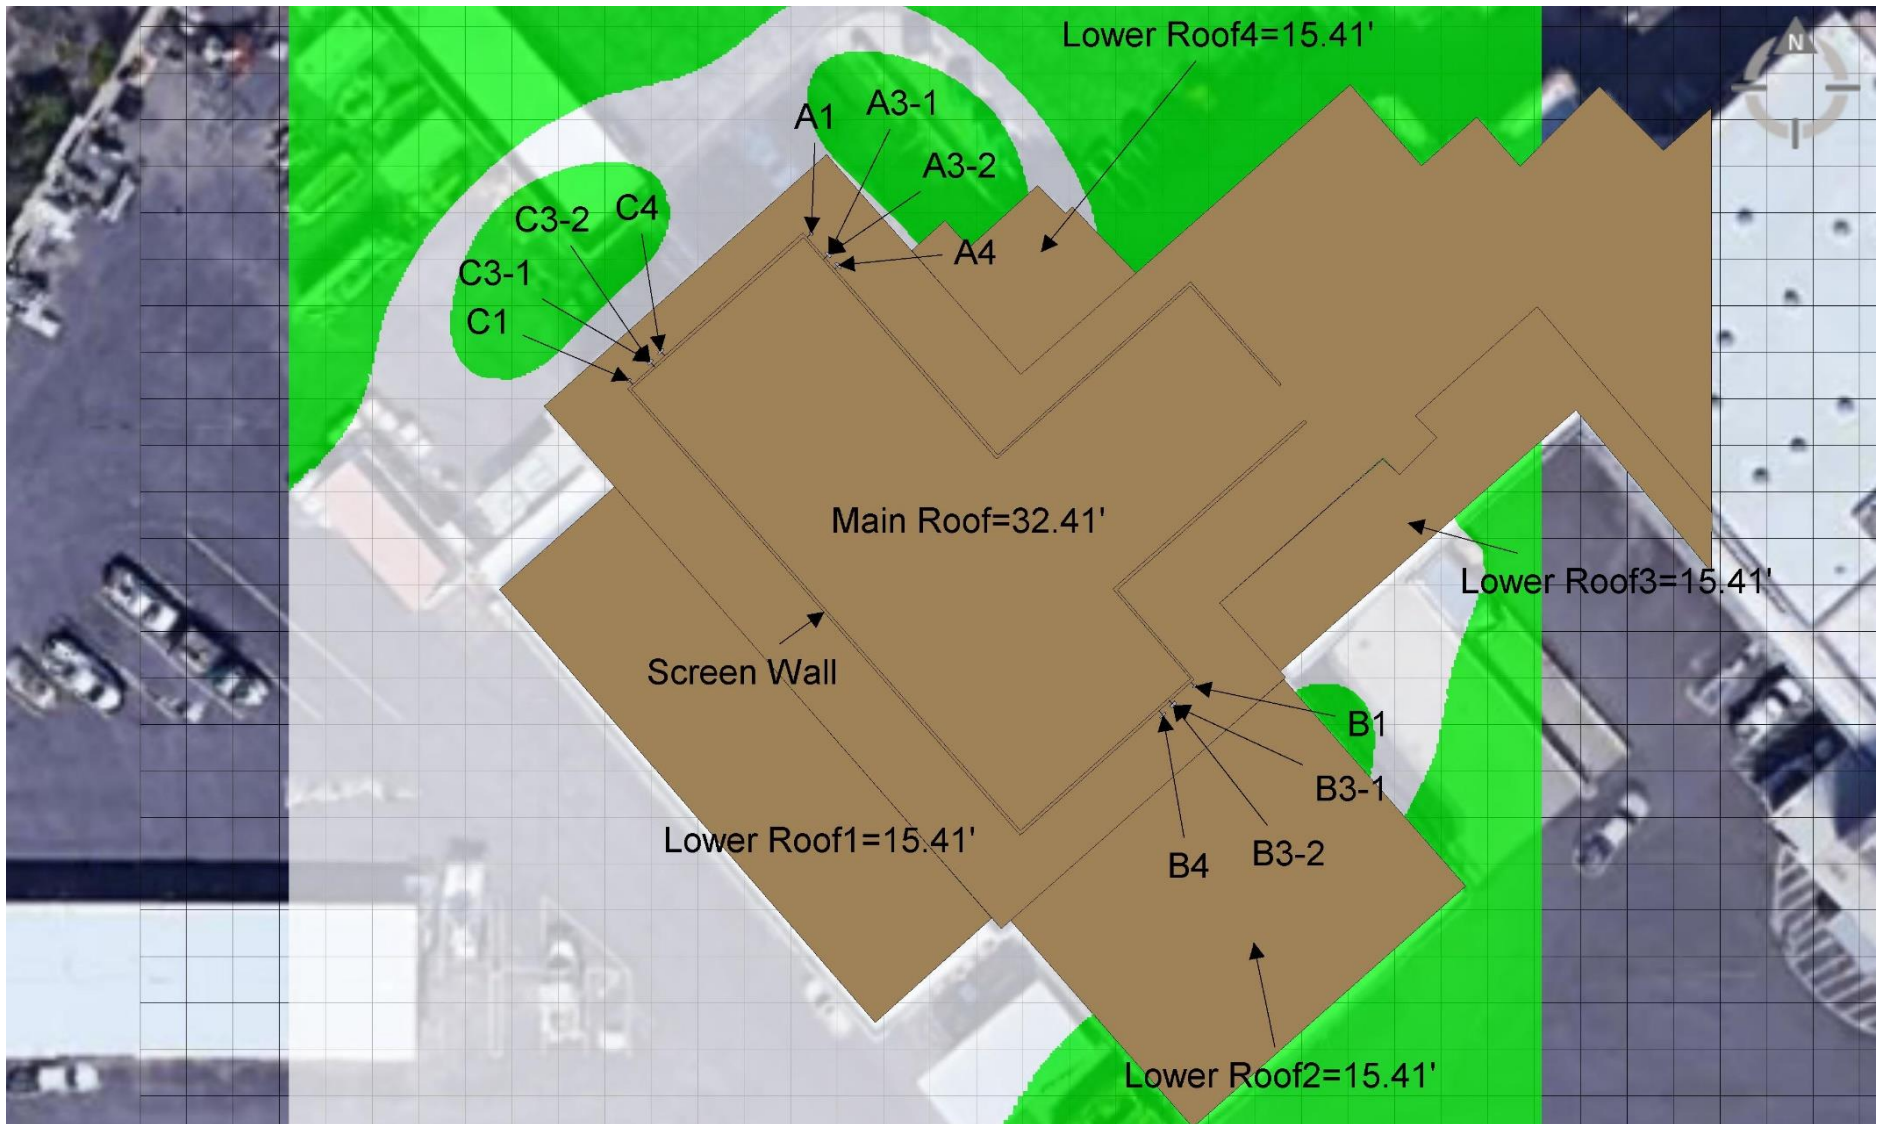 Lower Roof4=15.41'
N
A3-1
A1
A3-2
C4
C3-2
A4
C3-1
C1
Main Roof=32.41'
Lower Roof3=15.41'
Screen Wall
B1
B3-1
Lower Roof1=15.41'
B3-2
B4
Lower Roof2=15.41'